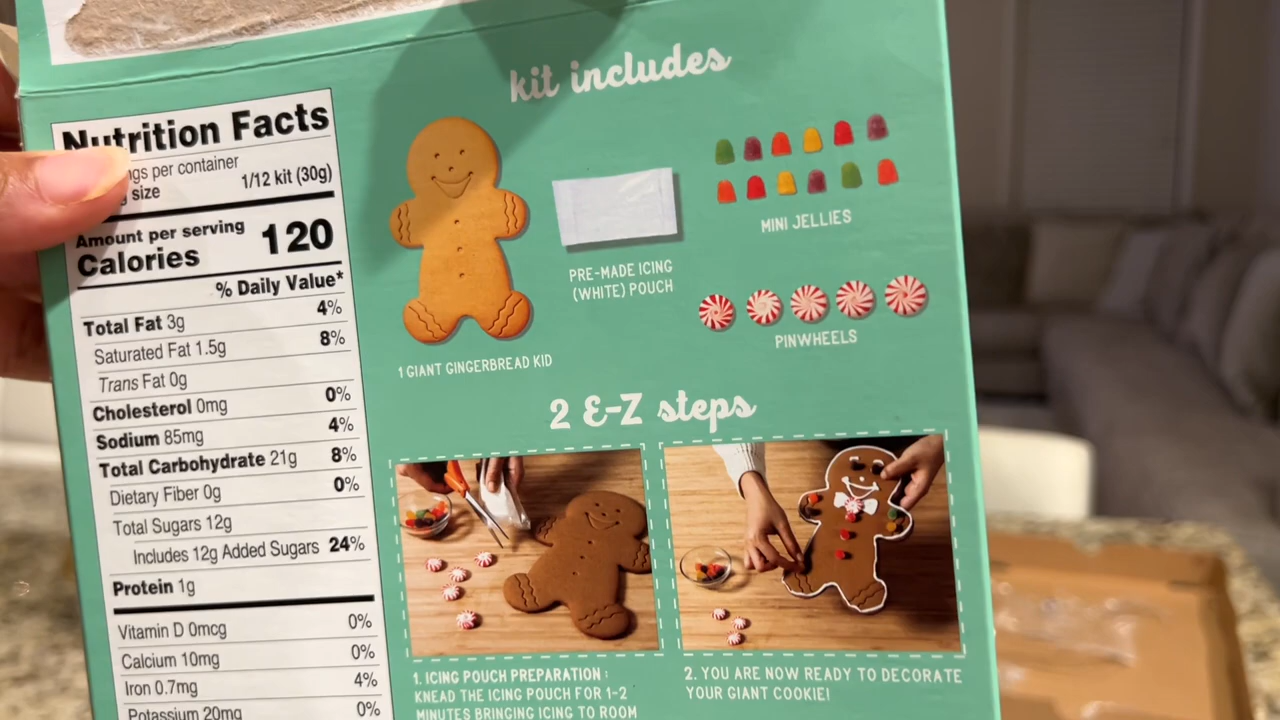 Nutrition Facts
per container
size 1/12 kit (30g)
Amount per serving
Calories 120
% Daily Value*
Total Fat 3g 4%
Saturated Fat 1.5g 8%
Trans Fat 0g
Cholesterol 0mg 0%
Sodium 85mg 4%
Total Carbohydrate 21g 8%
Dietary Fiber 0g 0%
Total Sugars 12g
Includes 12g Added Sugars 24%
Protein 1g
Vitamin D 0mcg 0%
Calcium 10mg 0%
Iron 0.7mg 4%
Potassium 20mg 0%
kit includes
1 GIANT GINGERBREAD KID
PRE-MADE ICING
(WHITE) POUCH
MINI JELLIES
PINWHEELS
2 E-Z steps
1. ICING POUCH PREPARATION :
KNEAD THE ICING POUCH FOR 1-2
MINUTES BRINGING ICING TO ROOM
2. YOU ARE NOW READY TO DECORATE
YOUR GIANT COOKIE!